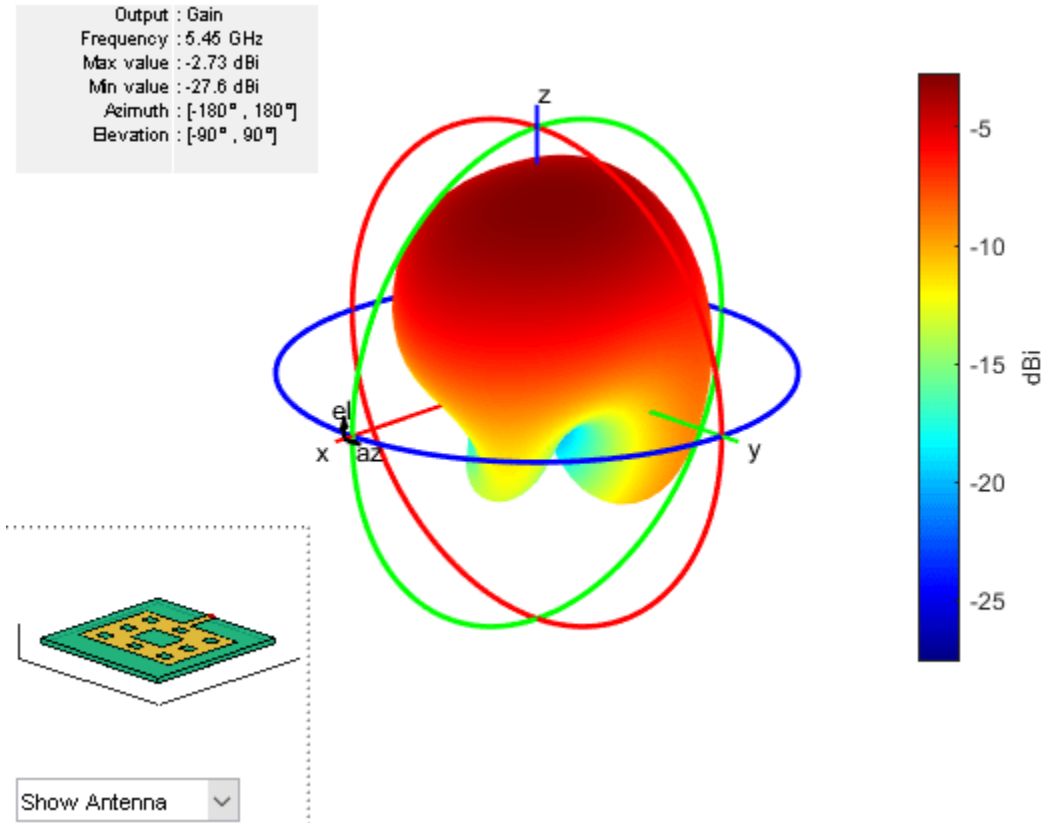 Output : Gain
Frequency : 5.45 GHz
Max value : -2.73 dBi
Min value : -27.6 dBi
Azimuth : [-180° , 180°]
Elevation : [-90° , 90°]
z
-5
-10
-15
-20
-25
dBi
el
x az
y
Show Antenna